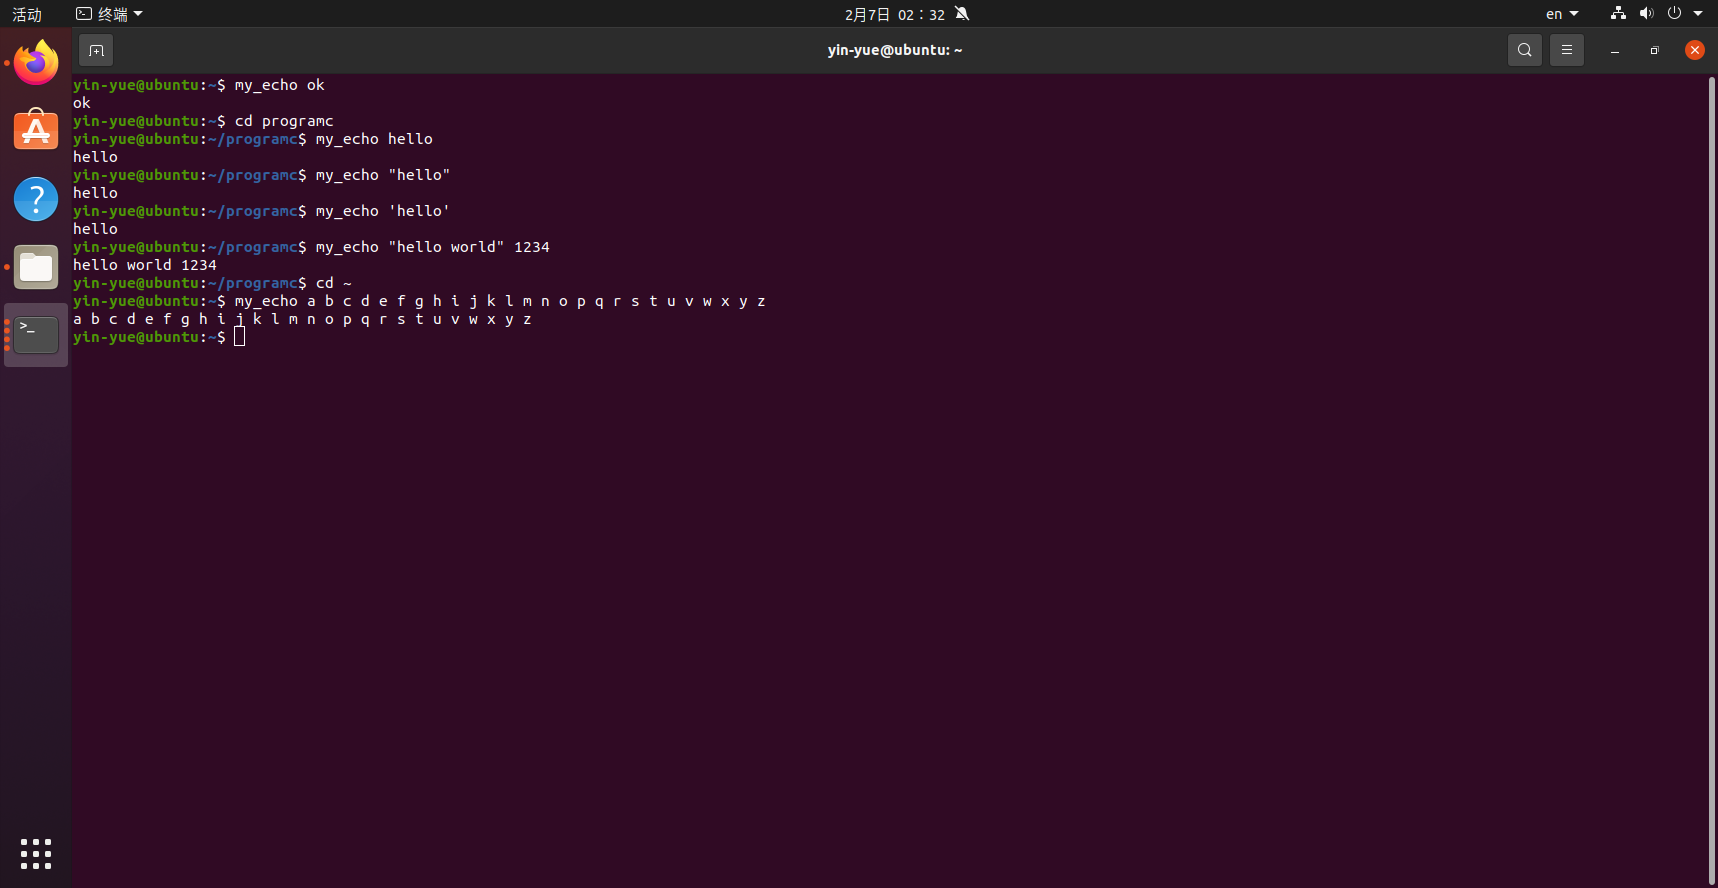 活动 终端 2月7日 02：32 en
yin-yue@ubuntu: ~
yin-yue@ubuntu:~$ my_echo ok
ok
yin-yue@ubuntu:~$ cd programc
yin-yue@ubuntu:~/programc$ my_echo hello
hello
yin-yue@ubuntu:~/programc$ my_echo "hello"
hello
yin-yue@ubuntu:~/programc$ my_echo 'hello'
hello
yin-yue@ubuntu:~/programc$ my_echo "hello world" 1234
hello world 1234
yin-yue@ubuntu:~/programc$ cd ~
yin-yue@ubuntu:~$ my_echo a b c d e f g h i j k l m n o p q r s t u v w x y z
a b c d e f g h i j k l m n o p q r s t u v w x y z
yin-yue@ubuntu:~$